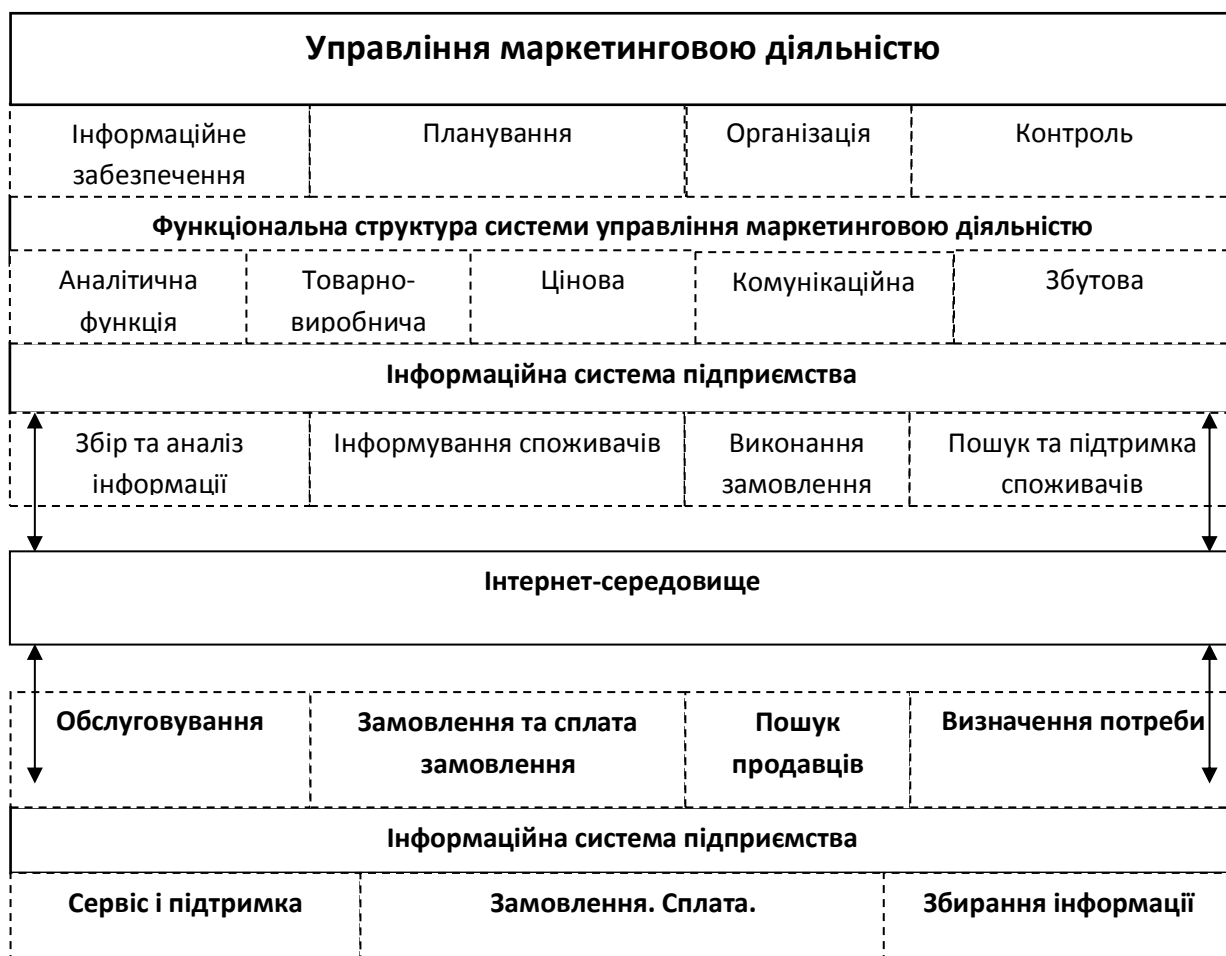 Управління маркетинговою діяльністю
Інформаційне забезпечення
Планування
Організація
Контроль
Функціональна структура системи управління маркетинговою діяльністю
Аналітична функція
Товарно-
виробнича
Цінова
Комунікаційна
Збутова
Інформаційна система підприємства
Збір та аналіз
інформації
Інформування споживачів
Виконання
замовлення
Пошук та підтримка
споживачів
Інтернет-середовище
Обслуговування
Замовлення та сплата
замовлення
Пошук
продавців
Визначення потреби
Інформаційна система підприємства
Сервіс і підтримка
Замовлення. Сплата.
Збирання інформації